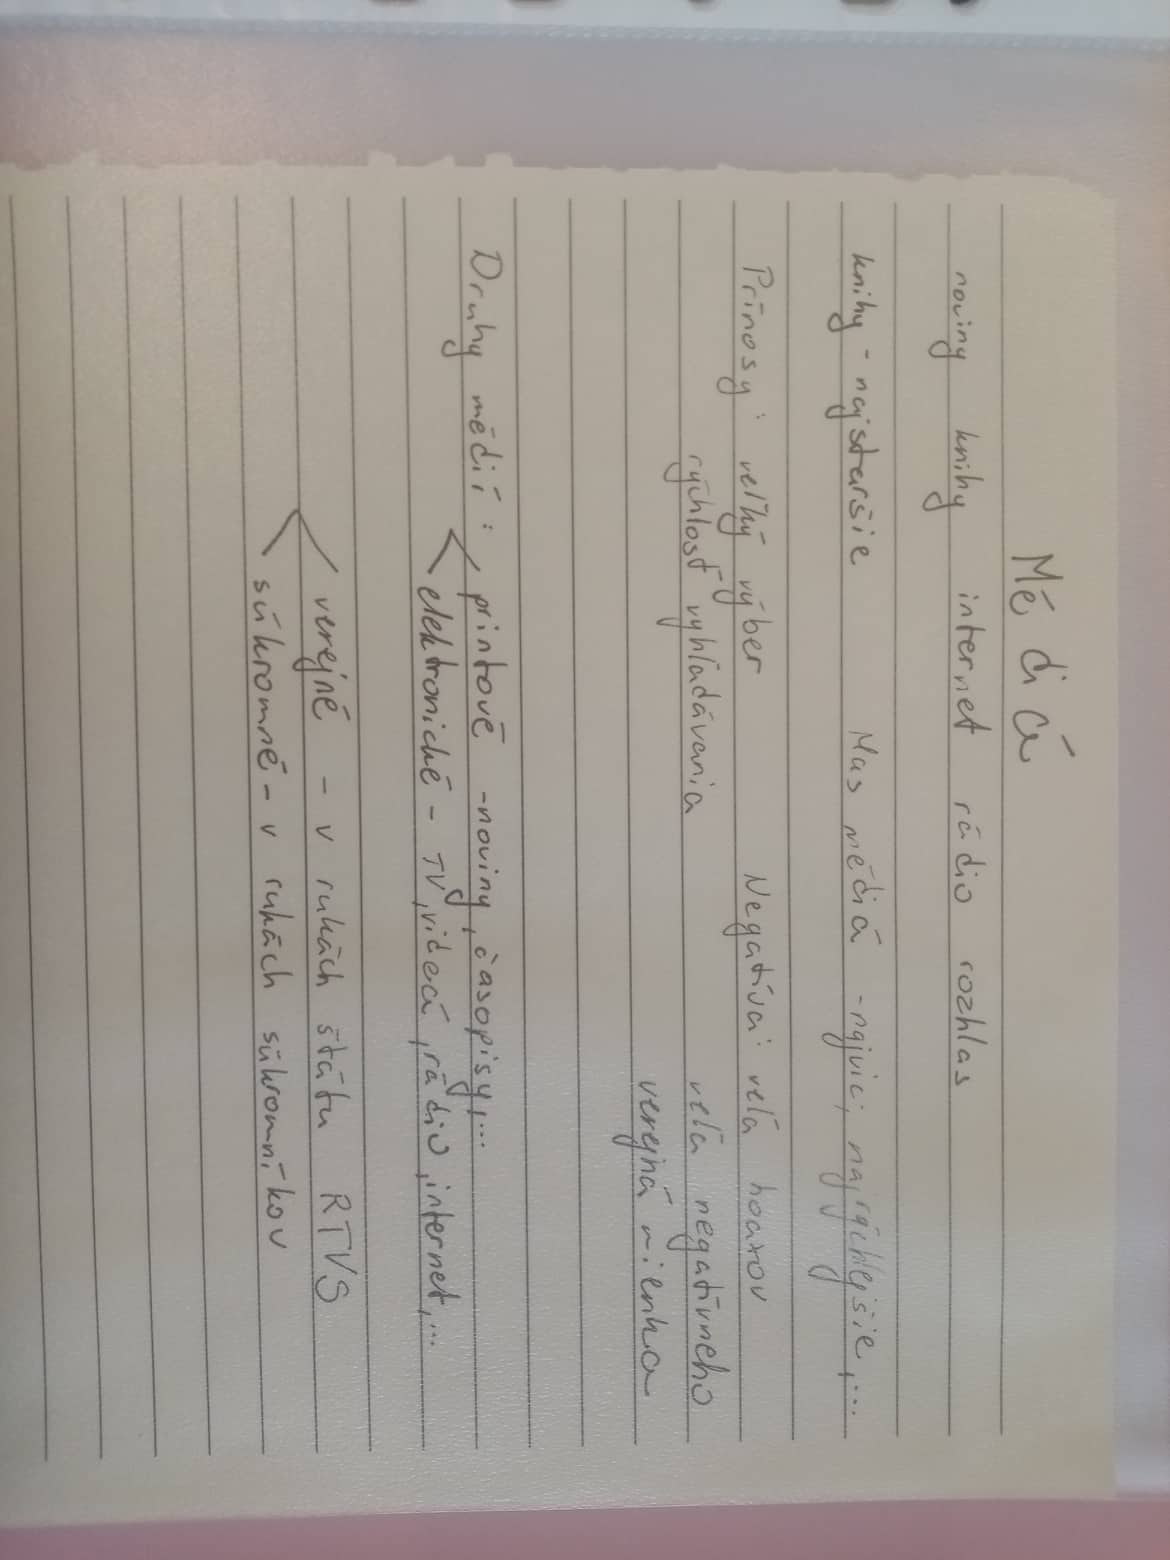 Médiá
noviny knihy internet rádio rozhlas
knihy - najstaršie Mas médiá - najvic, najrýchlejšie,...
Prínosy: veľký výber Negatíva: veľa hoaxov
rýchlosť vyhľadávania veľa negatívneho
verejná mienka
Druhy médií: printové - noviny, časopisy,...
elektronické - TV, videá, rádio, internet,...
verejné - v rukách štátu RTVS
súkromné - v rukách súkromníkov